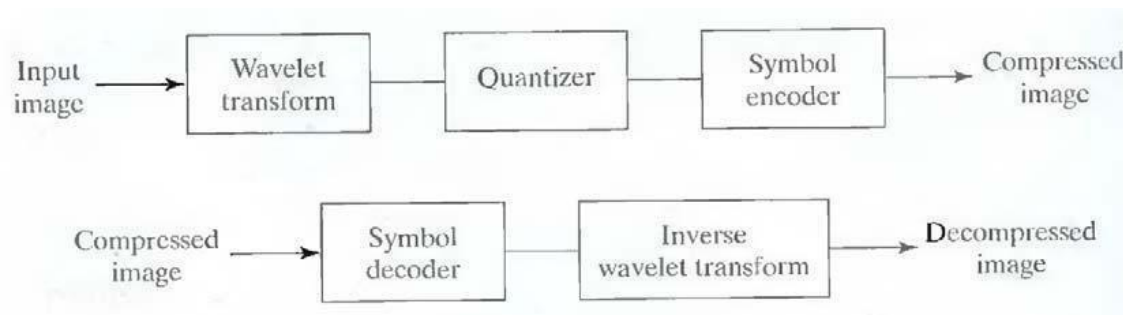 Input
image
Wavelet
transform
Quantizer
Symbol
encoder
Compressed
image
Compressed
image
Symbol
decoder
Inverse
wavelet transform
Decompressed
image